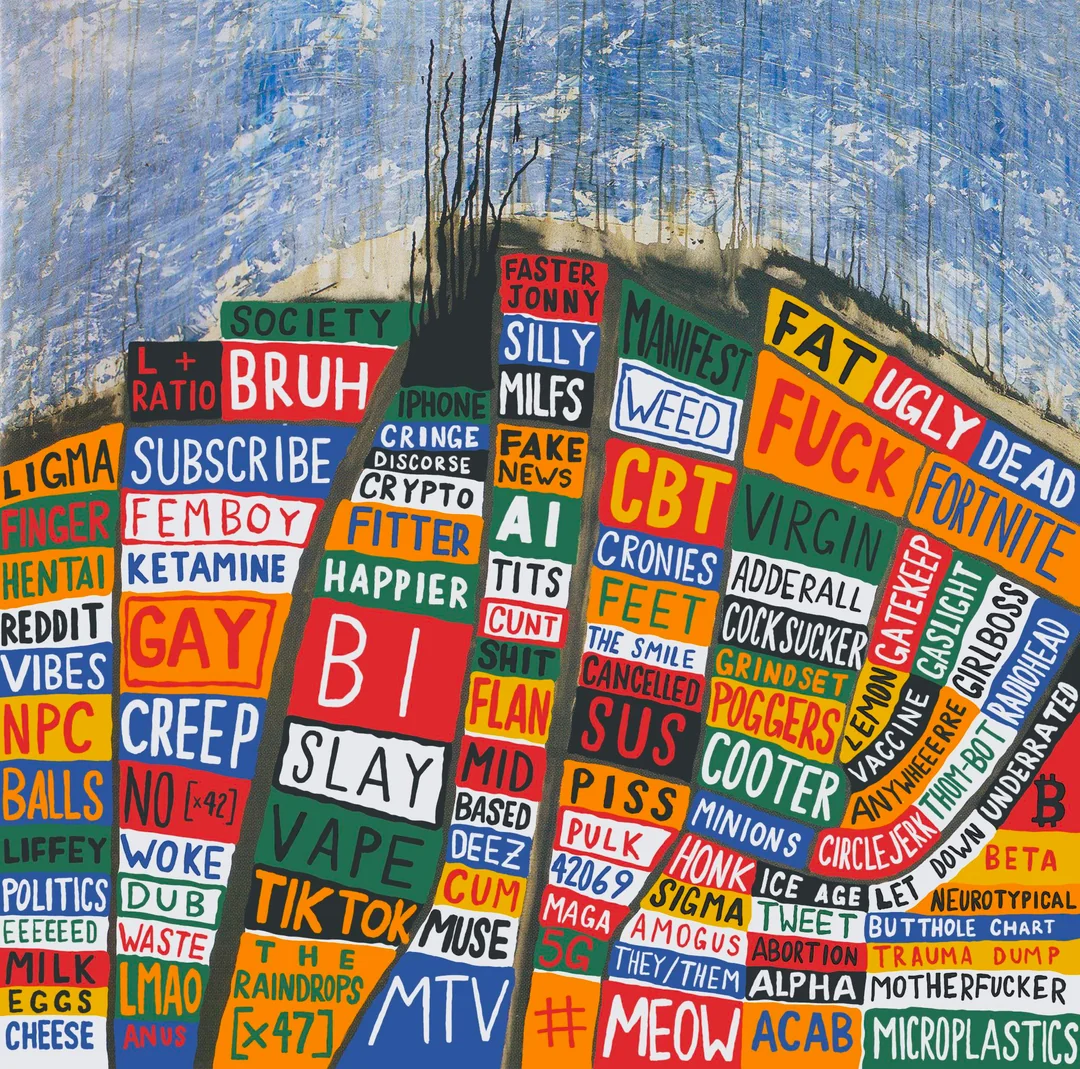 SOCIETY
L +
RATIO
BRUH
LIGMA
FINGER
HENTAI
REDDIT
VIBES
NPC
BALLS
LIFFEY
POLITICS
EEEEEED
MILK
EGGS
CHEESE
SUBSCRIBE
FEMBOY
KETAMINE
GAY
CREEP
NO [x42]
WOKE
DUB
WASTE
LMAO
ANUS
IPHONE
CRINGE
DISCORSE
CRYPTO
FITTER
HAPPIER
BI
SLAY
VAPE
TIKTOK
THE
RAINDROPS
[x47]
FASTER
JONNY
SILLY
MILFS
FAKE
NEWS
AI
TITS
CUNT
SHIT
FLAN
MID
BASED
DEEZ
CUM
MUSE
MTV
MANIFEST
WEED
CBT
CRONIES
FEET
THE SMILE
CANCELLED
SUS
PISS
PULK
42069
MAGA
5G
#
FAT
UGLY
DEAD
FUCK
FORTNITE
VIRGIN
ADDERALL
COCKSUCKER
GRINDSET
POGGERS
COOTER
MINIONS
HONK
SIGMA
AMOGUS
THEY/THEM
MEOW
GATEKEEP
GASLIGHT
GIRLBOSS
RADIOHEAD
LEMON
VACCINE
ANYWHEEERE
THOM-BOT
UNDERRATED
CIRCLEJERK
LET DOWN
ICE AGE
TWEET
ABORTION
ALPHA
ACAB
₿
BETA
NEUROTYPICAL
BUTTHOLE CHART
TRAUMA DUMP
MOTHERFUCKER
MICROPLASTICS